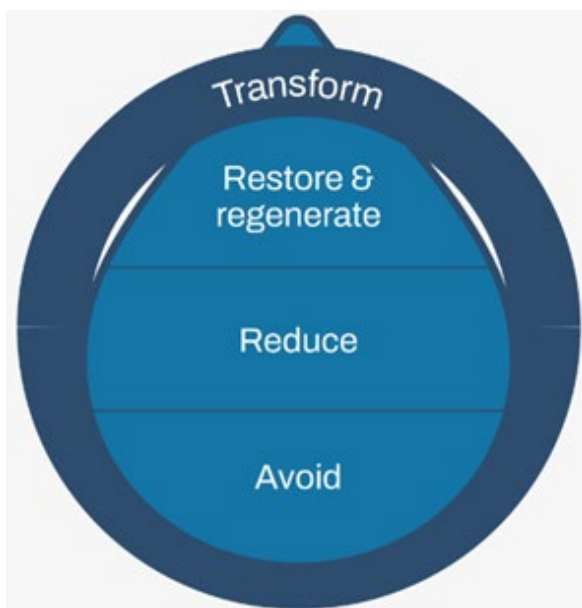 Transform
Restore &
regenerate
Reduce
Avoid